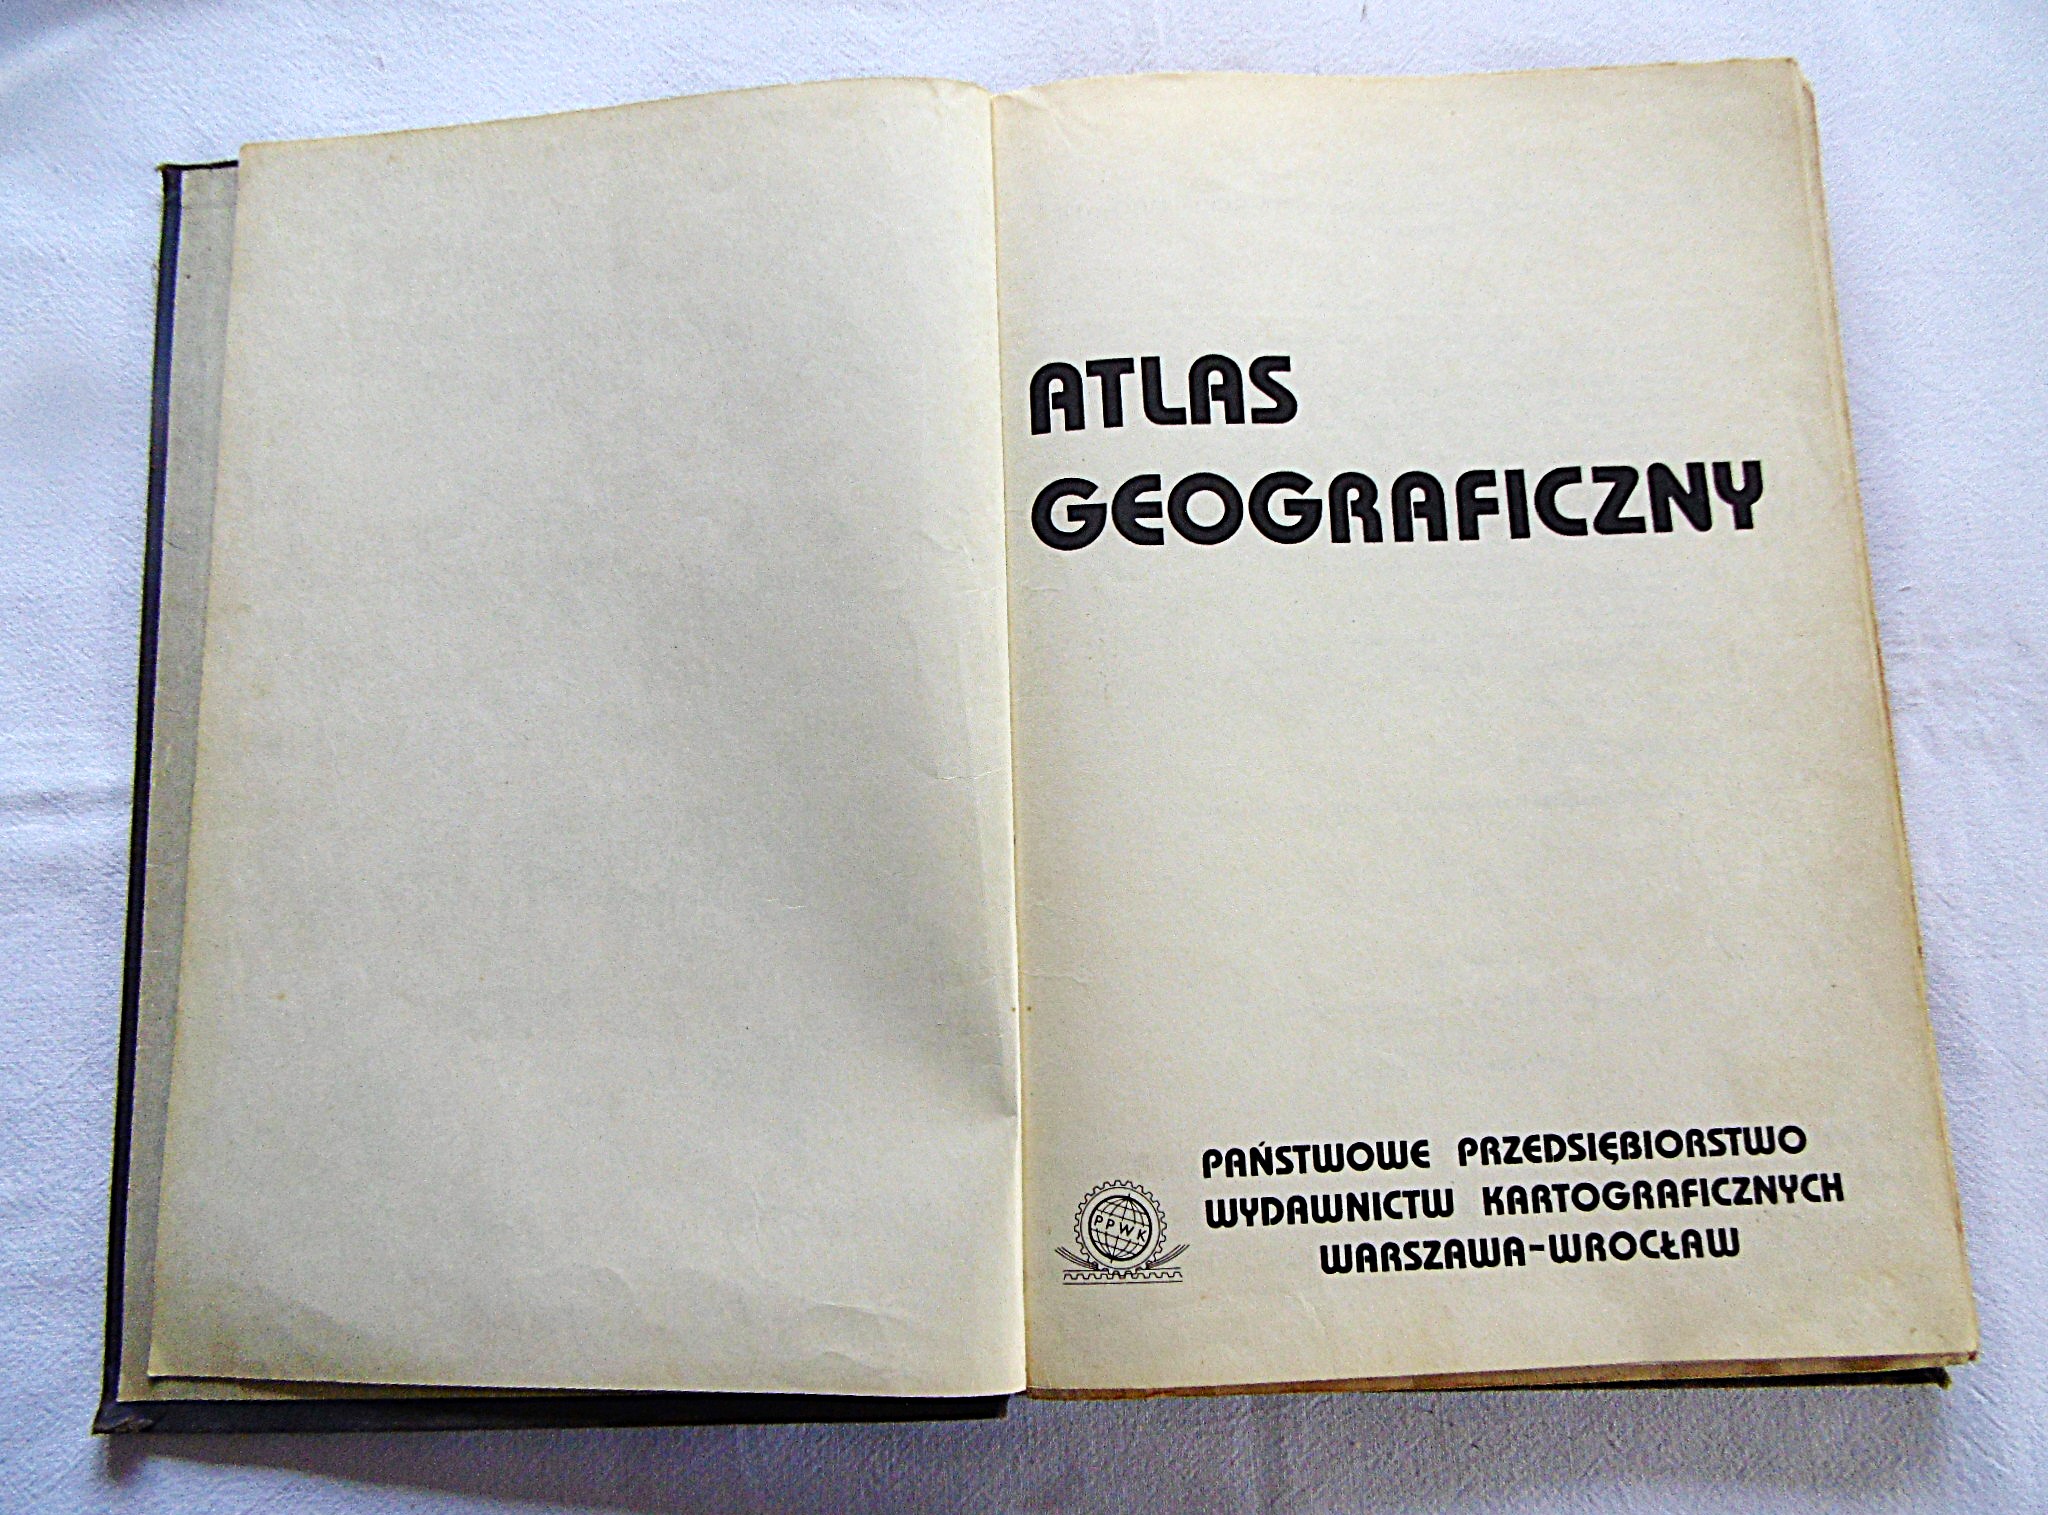 ATLAS
GEOGRAFICZNY
PAŃSTWOWE PRZEDSIĘBIORSTWO
WYDAWNICTW KARTOGRAFICZNYCH
WARSZAWA-WROCŁAW
PPWK